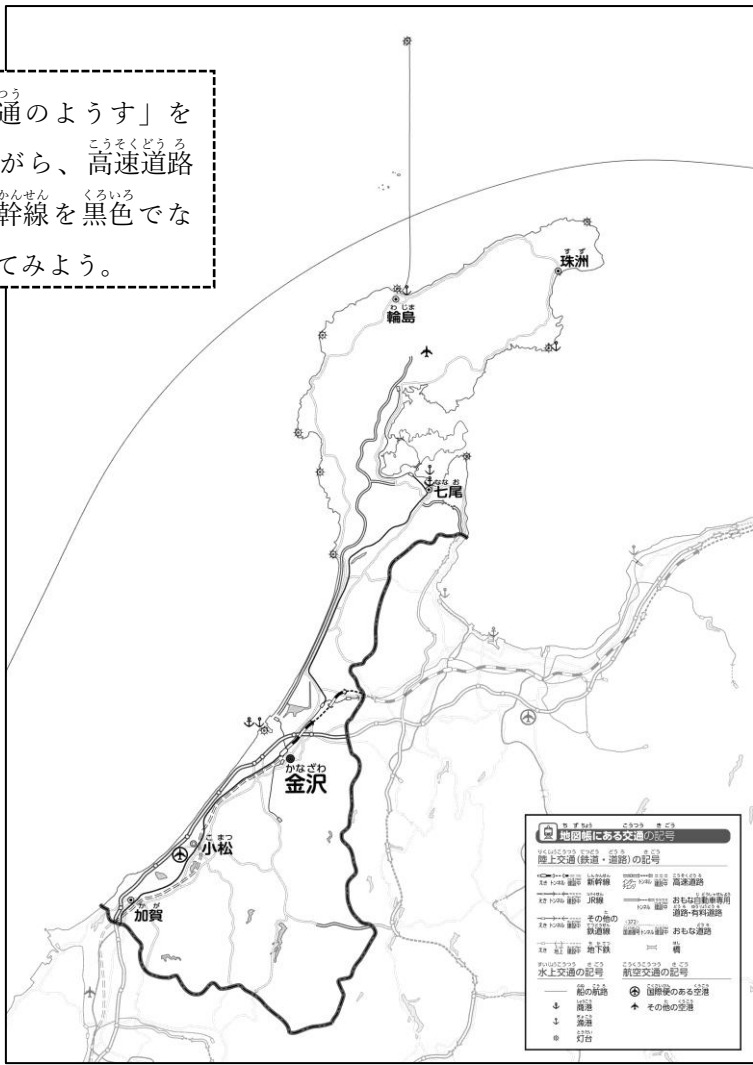 通のようす」を
がら、高速道路
幹線を黒色でな
てみよう。
珠洲
輪島
七尾
金沢
小松
加賀
地図帳にある交通の記号
陸上交通(鉄道・道路)の記号
新幹線
高速道路
JR線
おもな自動車専用
道路・有料道路
その他の
鉄道線
おもな道路
地下鉄
橋
水上交通の記号
航空交通の記号
船の航路
国際便のある空港
商港
その他の空港
漁港
灯台